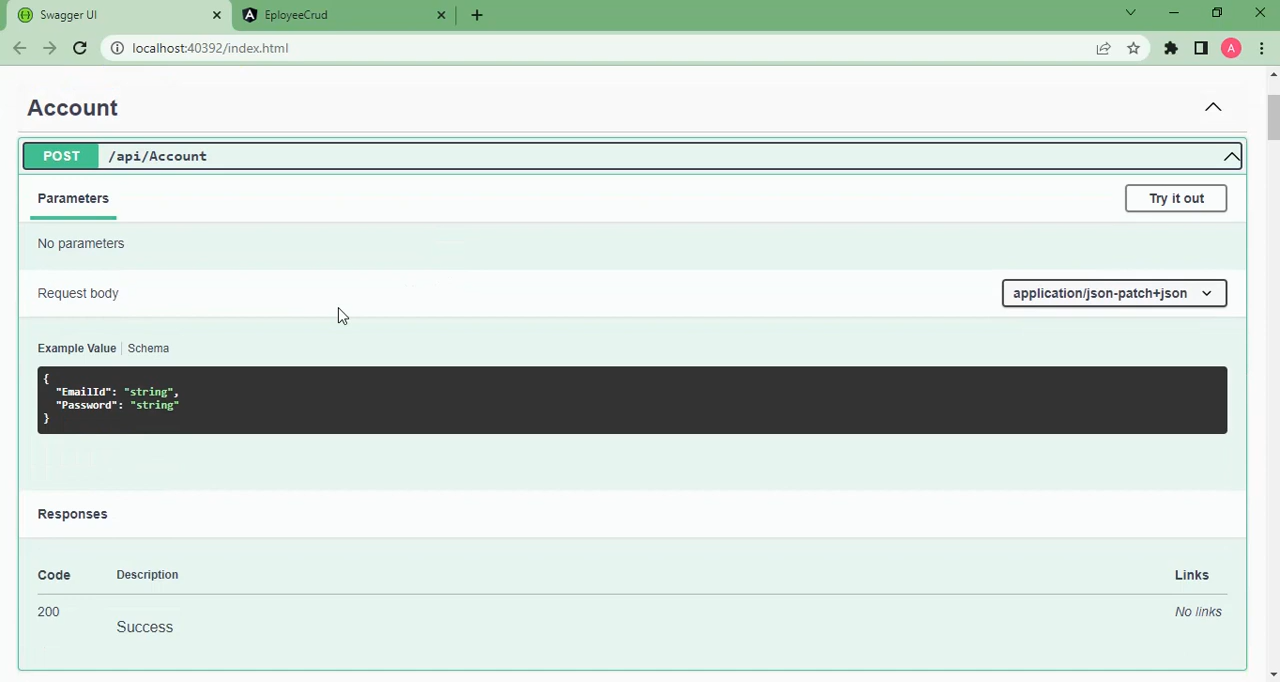 Swagger UI
EployeeCrud
localhost:40392/index.html
A
Account
POST /api/Account
Parameters
Try it out
No parameters
Request body
application/json-patch+json
Example Value Schema
{
"EmailId": "string",
"Password": "string"
}
Responses
Code Description Links
200 Success No links